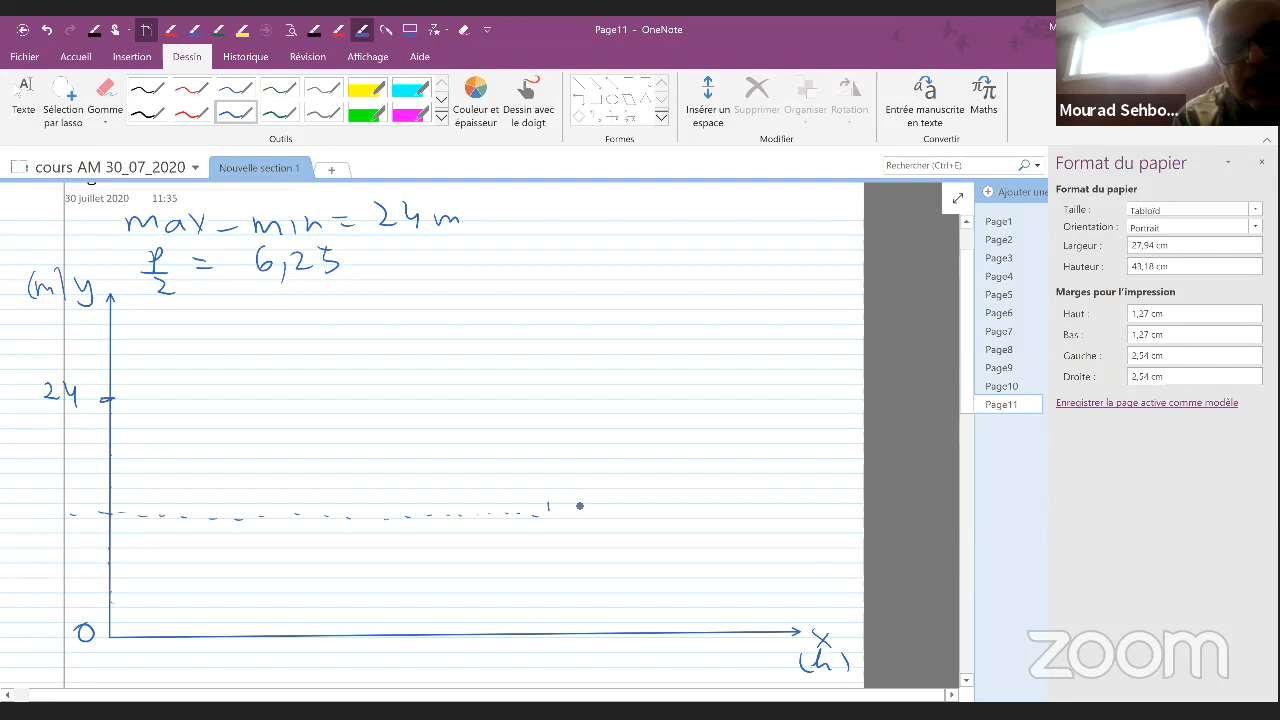 Page11 - OneNote
M
Fichier Accueil Insertion Dessin Historique Révision Affichage Aide
Texte
Sélection par lasso
Gomme
Couleur et épaisseur
Dessin avec le doigt
Insérer un espace
Supprimer
Organiser
Rotation
Entrée manuscrite en texte
Maths
Outils Formes Modifier Convertir
Mourad Sehbo...
cours AM 30_07_2020
Nouvelle section 1
+
Rechercher (Ctrl+E)
30 juillet 2020 11:35
max - min = 24 m
P/2 = 6,25
(m) y
24
0
x
(h)
Ajouter une
Page1
Page2
Page3
Page4
Page5
Page6
Page7
Page8
Page9
Page10
Page11
Format du papier
Format du papier
Taille : Tabloïd
Orientation : Portrait
Largeur : 27,94 cm
Hauteur : 43,18 cm
Marges pour l'impression
Haut : 1,27 cm
Bas : 1,27 cm
Gauche : 2,54 cm
Droite : 2,54 cm
Enregistrer la page active comme modèle
zoom